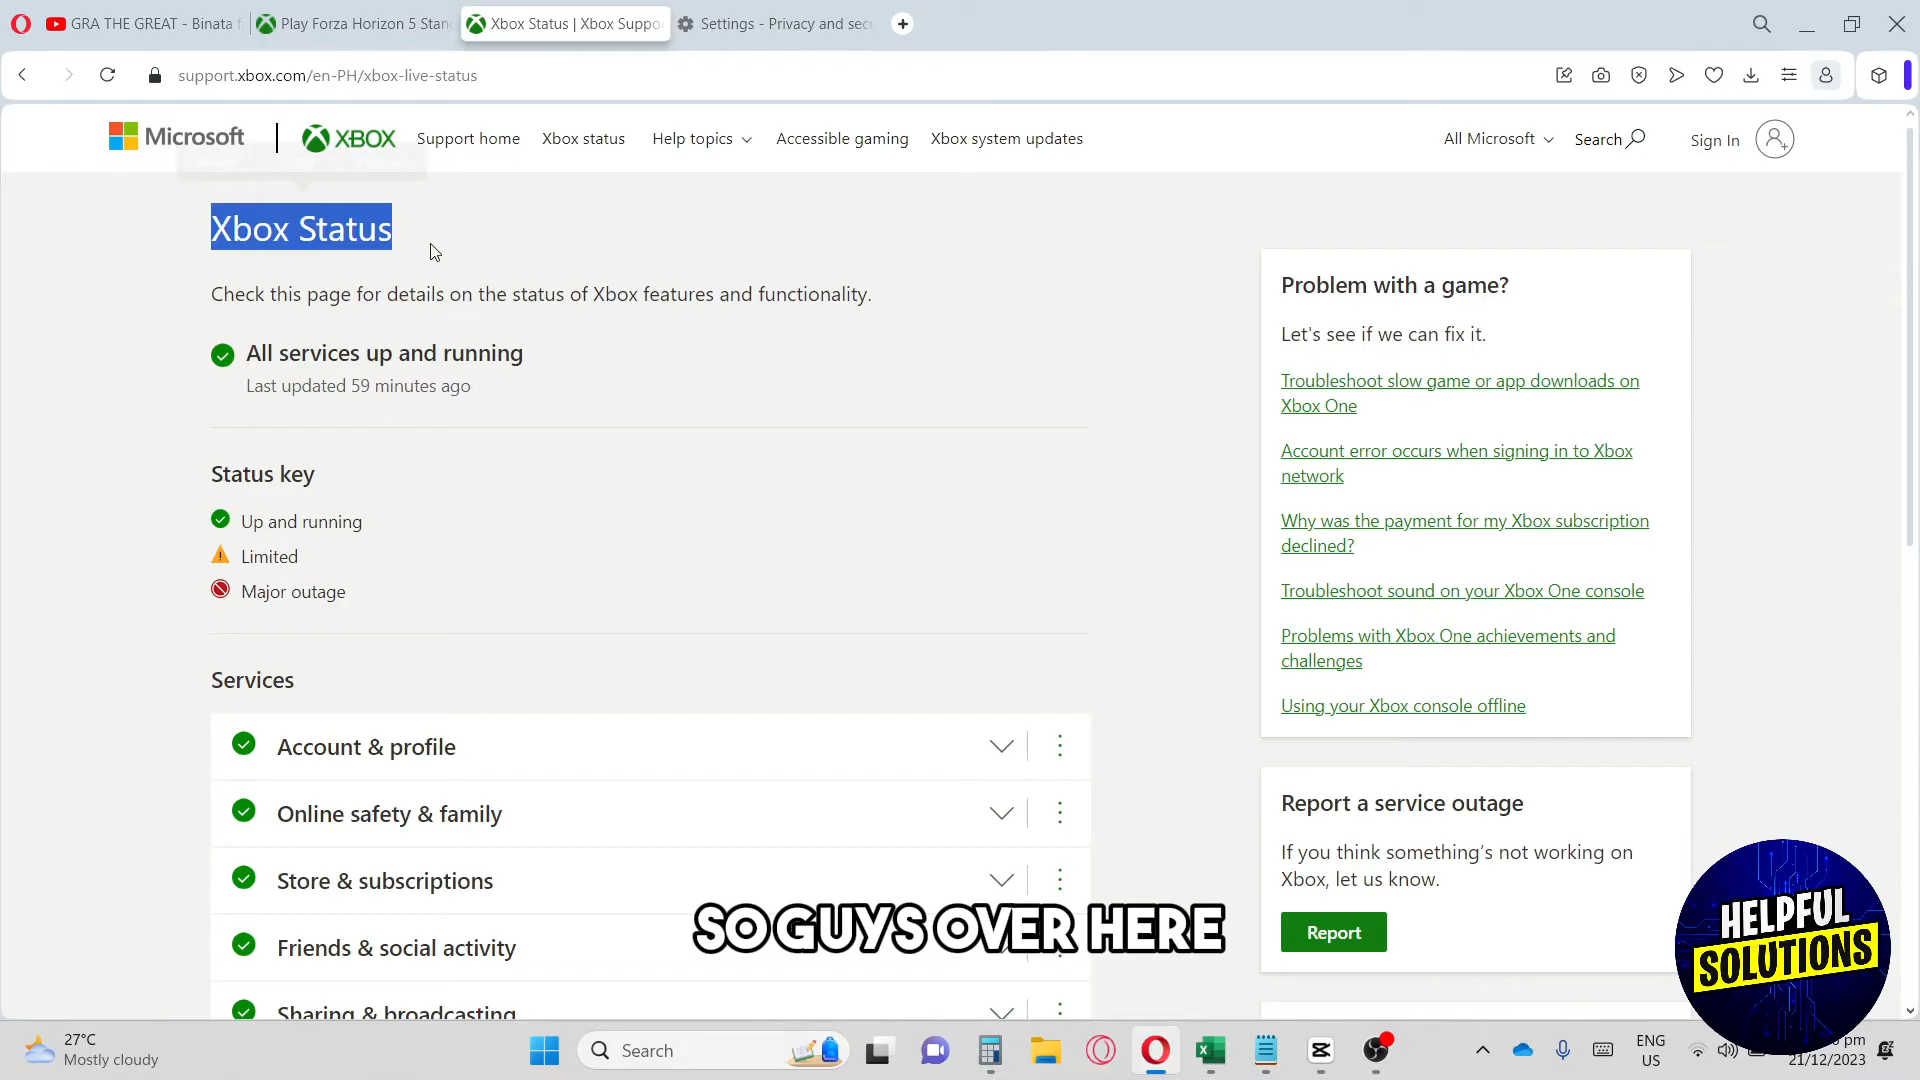 GRA THE GREAT - Binata
Play Forza Horizon 5 Stand
Xbox Status | Xbox Suppo
Settings - Privacy and sec
support.xbox.com/en-PH/xbox-live-status
Microsoft
XBOX
Support home
Xbox status
Help topics
Accessible gaming
Xbox system updates
All Microsoft
Search
Sign In
Xbox Status
Check this page for details on the status of Xbox features and functionality.
All services up and running
Last updated 59 minutes ago
Status key
Up and running
Limited
Major outage
Services
Account & profile
Online safety & family
Store & subscriptions
Friends & social activity
Sharing & broadcasting
Problem with a game?
Let's see if we can fix it.
Troubleshoot slow game or app downloads on
Xbox One
Account error occurs when signing in to Xbox
network
Why was the payment for my Xbox subscription
declined?
Troubleshoot sound on your Xbox One console
Problems with Xbox One achievements and
challenges
Using your Xbox console offline
Report a service outage
If you think something's not working on
Xbox, let us know.
Report
SO GUYS OVER HERE
HELPFUL
SOLUTIONS
27°C
Mostly cloudy
Search
ENG
US
pm
21/12/2023